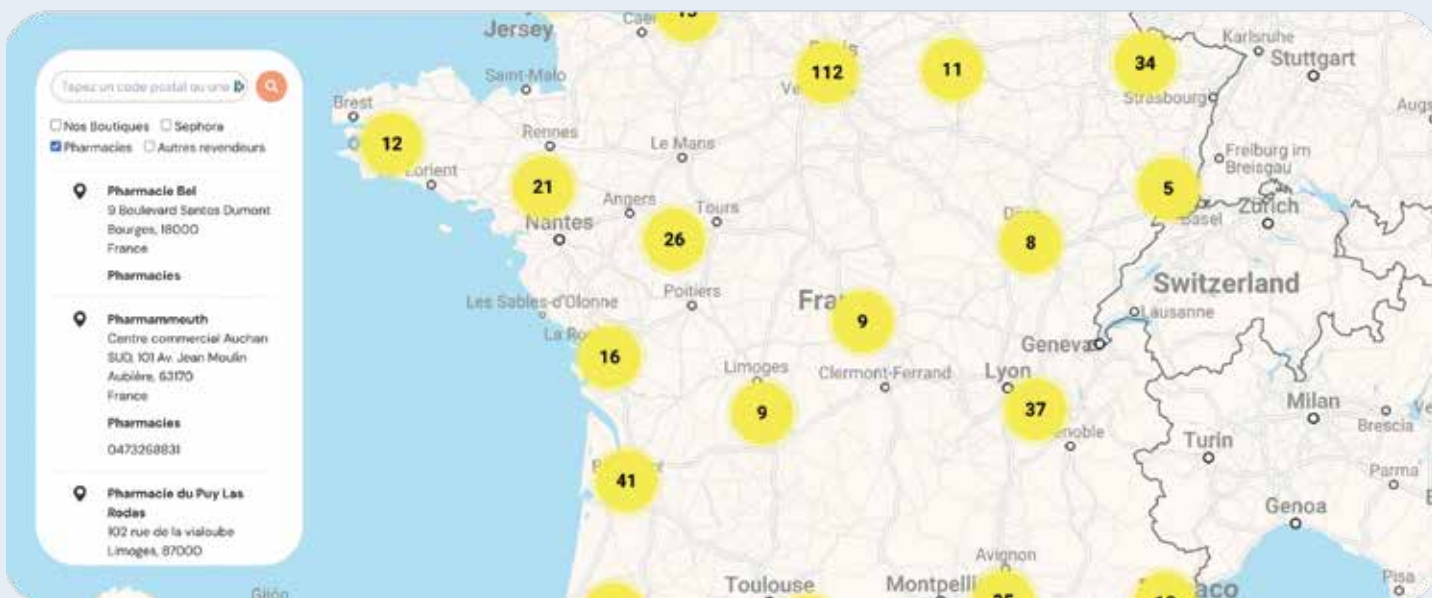 Tapez un code postal ou une
Nos Boutiques
Sephora
Pharmacies
Autres revendeurs
Pharmacie Bel
9 Boulevard Santos Dumont
Bourges, 18000
France
Pharmacies
Pharmammouth
Centre commercial Auchan
SUD, 101 Av. Jean Moulin
Aubière, 63170
France
Pharmacies
0473268831
Pharmacie du Puy Las
Rodas
102 rue de la vialoube
Limoges, 87000
Jersey
Karlsruhe
Stuttgart
112
11
34
Saint-Malo
Strasbourg
Brest
12
Rennes
Le Mans
Freiburg im
Breisgau
Lorient
21
5
Angers
Tours
Basel
Zürich
Nantes
26
8
Switzerland
Les Sables-d'Olonne
Poitiers
9
Lausanne
Geneva
16
Limoges
Clermont-Ferrand
Lyon
9
37
Milan
Brescia
Turin
41
Parma
Genoa
Avignon
Toulouse
Montpelli
aco
Pisa
Gijón